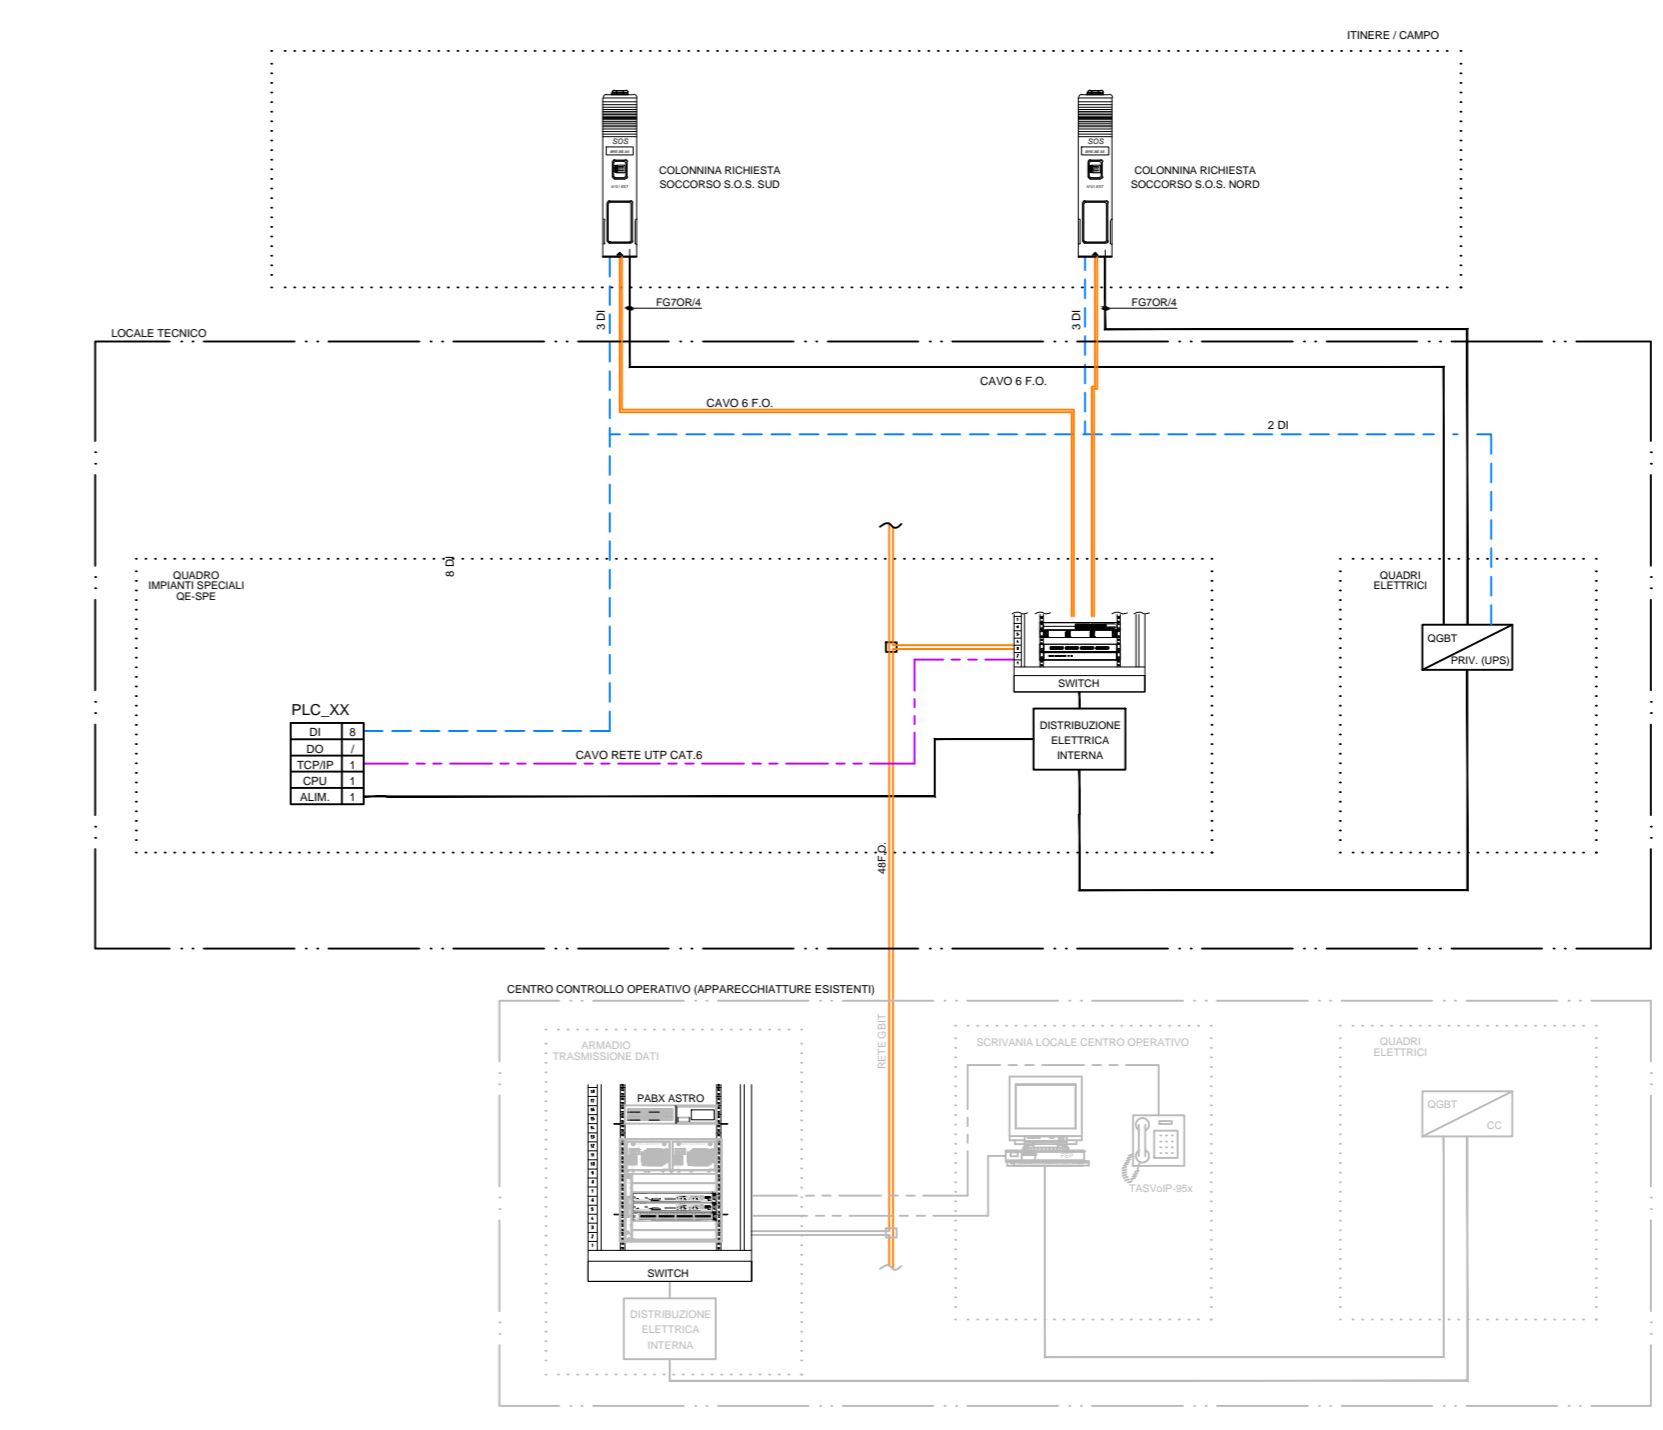 ITINERE / CAMPO
SOS
SOS
COLONNINA RICHIESTA
SOCCORSO S.O.S. SUD
COLONNINA RICHIESTA
SOCCORSO S.O.S. NORD
3 DI
FG7OR/4
3 DI
FG7OR/4
LOCALE TECNICO
CAVO 6 F.O.
CAVO 6 F.O.
2 DI
8 DI
QUADRO
IMPIANTI SPECIALI
QE-SPE
QUADRI
ELETTRICI
QGBT
PRIV. (UPS)
SWITCH
DISTRIBUZIONE
ELETTRICA
INTERNA
PLC_XX
DI 8
DO /
TCP/IP 1
CPU 1
ALIM. 1
CAVO RETE UTP CAT.6
48F.O.
CENTRO CONTROLLO OPERATIVO (APPARECCHIATTURE ESISTENTI)
ARMADIO
TRASMISSIONE DATI
RETE GBIT
SCRIVANIA LOCALE CENTRO OPERATIVO
QUADRI
ELETTRICI
PABX ASTRO
QGBT
CC
FEP
TASVoIP-95x
SWITCH
DISTRIBUZIONE
ELETTRICA
INTERNA